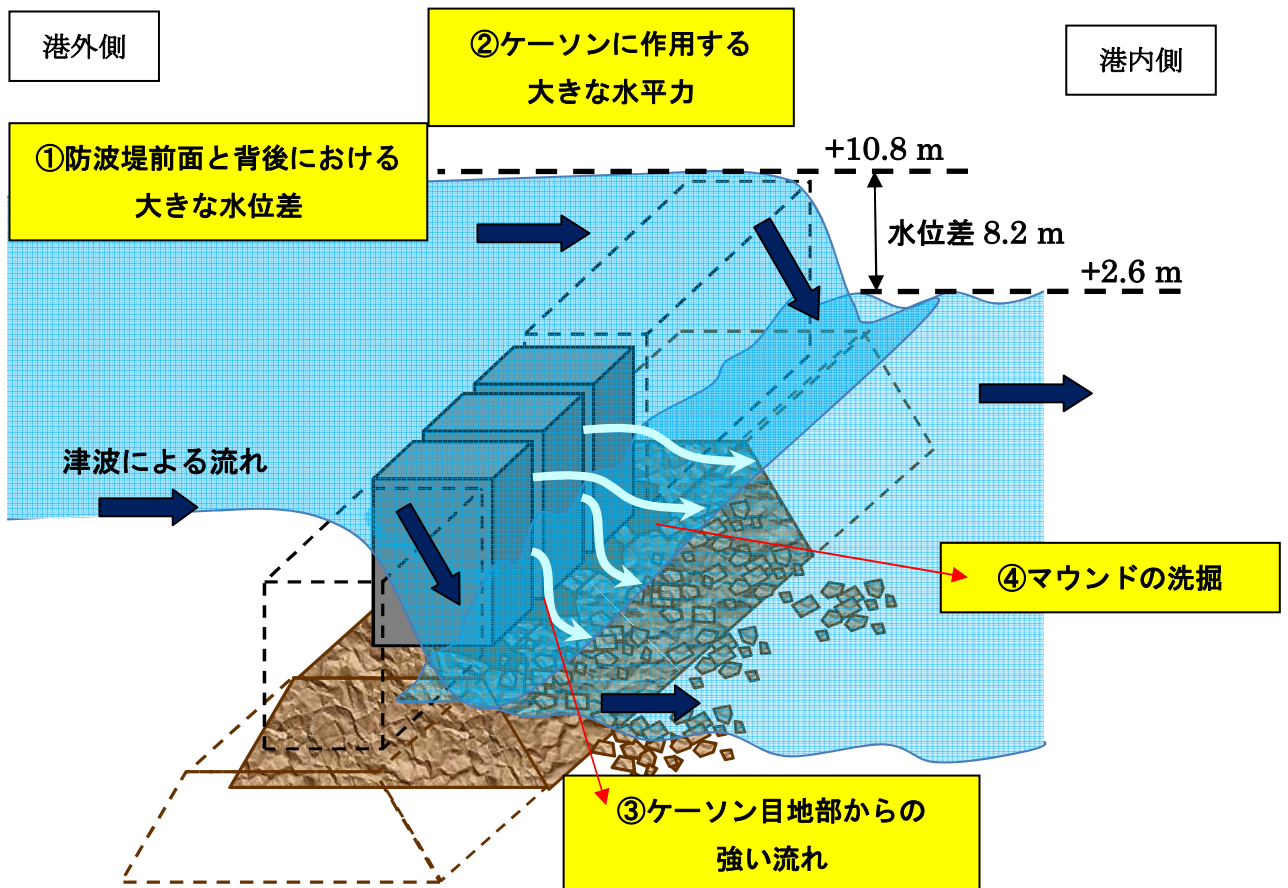 港外側
②ケーソンに作用する
大きな水平力
港内側
①防波堤前面と背後における
大きな水位差
+10.8 m
水位差 8.2 m
+2.6 m
津波による流れ
④マウンドの洗掘
③ケーソン目地部からの
強い流れ